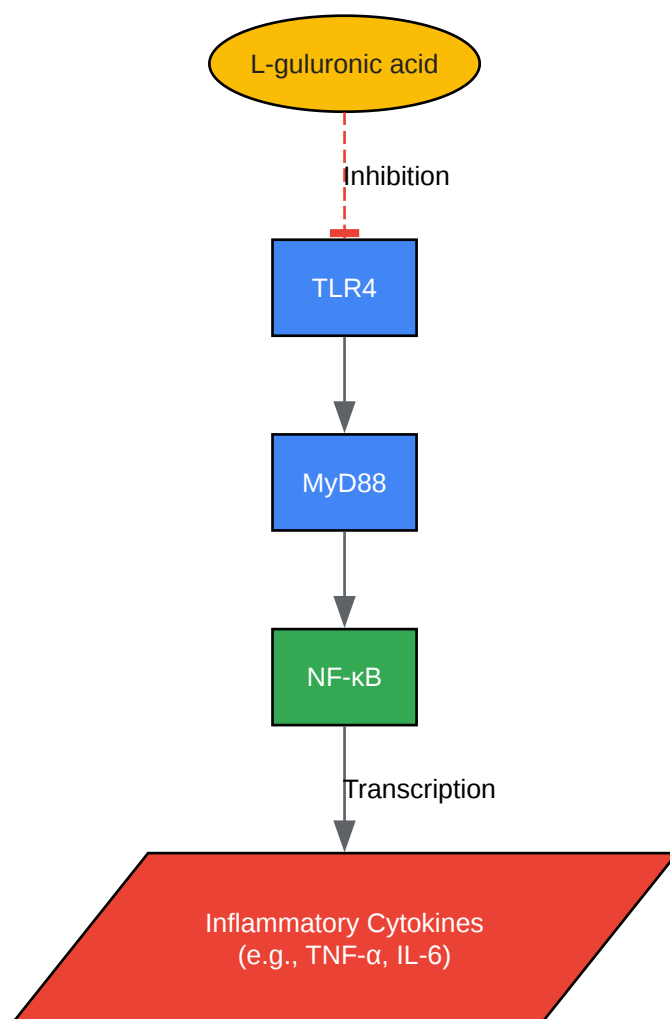 L-guluronic acid
Inhibition
TLR4
MyD88
NF-κB
Transcription
Inflammatory Cytokines
(e.g., TNF-α, IL-6)